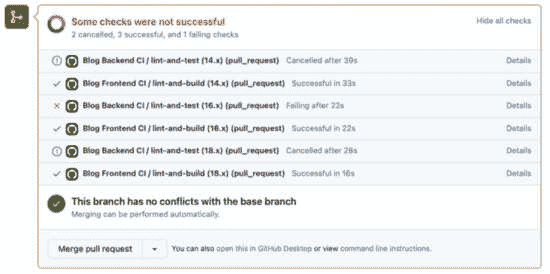 Some checks were not successful
Hide all checks
2 cancelled, 3 successful, and 1 failing checks
Blog Backend CI / lint-and-test (14.x) (pull_request) Cancelled after 39s Details
Blog Frontend CI / lint-and-build (14.x) (pull_request) Successful in 33s Details
Blog Backend CI / lint-and-test (16.x) (pull_request) Failing after 22s Details
Blog Frontend CI / lint-and-build (16.x) (pull_request) Successful in 22s Details
Blog Backend CI / lint-and-test (18.x) (pull_request) Cancelled after 28s Details
Blog Frontend CI / lint-and-build (18.x) (pull_request) Successful in 16s Details
This branch has no conflicts with the base branch
Merging can be performed automatically.
Merge pull request You can also open this in GitHub Desktop or view command line instructions.